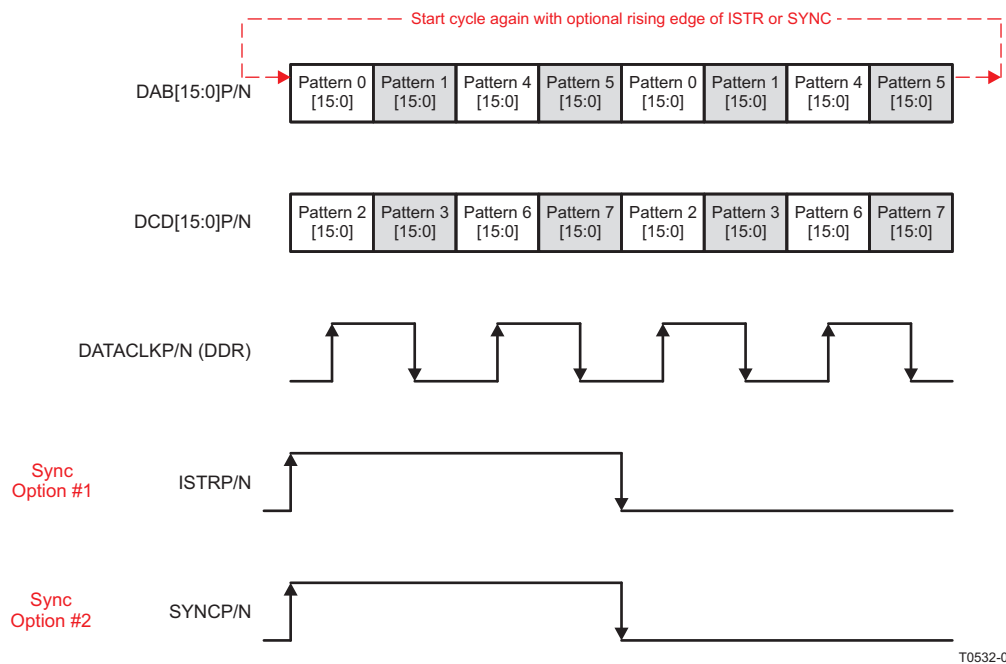 Start cycle again with optional rising edge of ISTR or SYNC
DAB[15:0]P/N
Pattern 0 [15:0]
Pattern 1 [15:0]
Pattern 4 [15:0]
Pattern 5 [15:0]
Pattern 0 [15:0]
Pattern 1 [15:0]
Pattern 4 [15:0]
Pattern 5 [15:0]
DCD[15:0]P/N
Pattern 2 [15:0]
Pattern 3 [15:0]
Pattern 6 [15:0]
Pattern 7 [15:0]
Pattern 2 [15:0]
Pattern 3 [15:0]
Pattern 6 [15:0]
Pattern 7 [15:0]
DATACLKP/N (DDR)
Sync
Option #1
ISTRP/N
Sync
Option #2
SYNCP/N
T0532-0